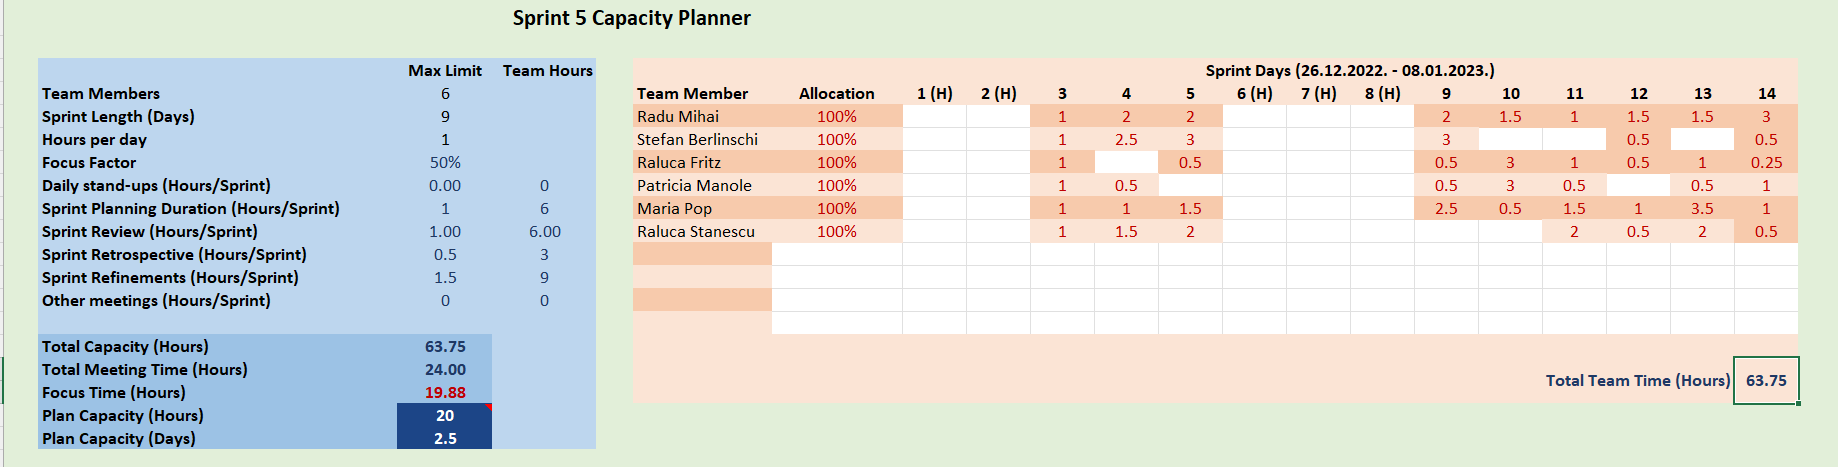 Sprint 5 Capacity Planner
Max Limit Team Hours
Team Members 6
Sprint Length (Days) 9
Hours per day 1
Focus Factor 50%
Daily stand-ups (Hours/Sprint) 0.00 0
Sprint Planning Duration (Hours/Sprint) 1 6
Sprint Review (Hours/Sprint) 1.00 6.00
Sprint Retrospective (Hours/Sprint) 0.5 3
Sprint Refinements (Hours/Sprint) 1.5 9
Other meetings (Hours/Sprint) 0 0
Total Capacity (Hours) 63.75
Total Meeting Time (Hours) 24.00
Focus Time (Hours) 19.88
Plan Capacity (Hours) 20
Plan Capacity (Days) 2.5
Sprint Days (26.12.2022. - 08.01.2023.)
Team Member Allocation 1 (H) 2 (H) 3 4 5 6 (H) 7 (H) 8 (H) 9 10 11 12 13 14
Radu Mihai 100% 1 2 2 2 1.5 1 1.5 1.5 3
Stefan Berlinschi 100% 1 2.5 3 3 0.5 0.5
Raluca Fritz 100% 1 0.5 0.5 3 1 0.5 1 0.25
Patricia Manole 100% 1 0.5 0.5 3 0.5 0.5 1
Maria Pop 100% 1 1 1.5 2.5 0.5 1.5 1 3.5 1
Raluca Stanescu 100% 1 1.5 2 2 0.5 2 0.5
Total Team Time (Hours) 63.75